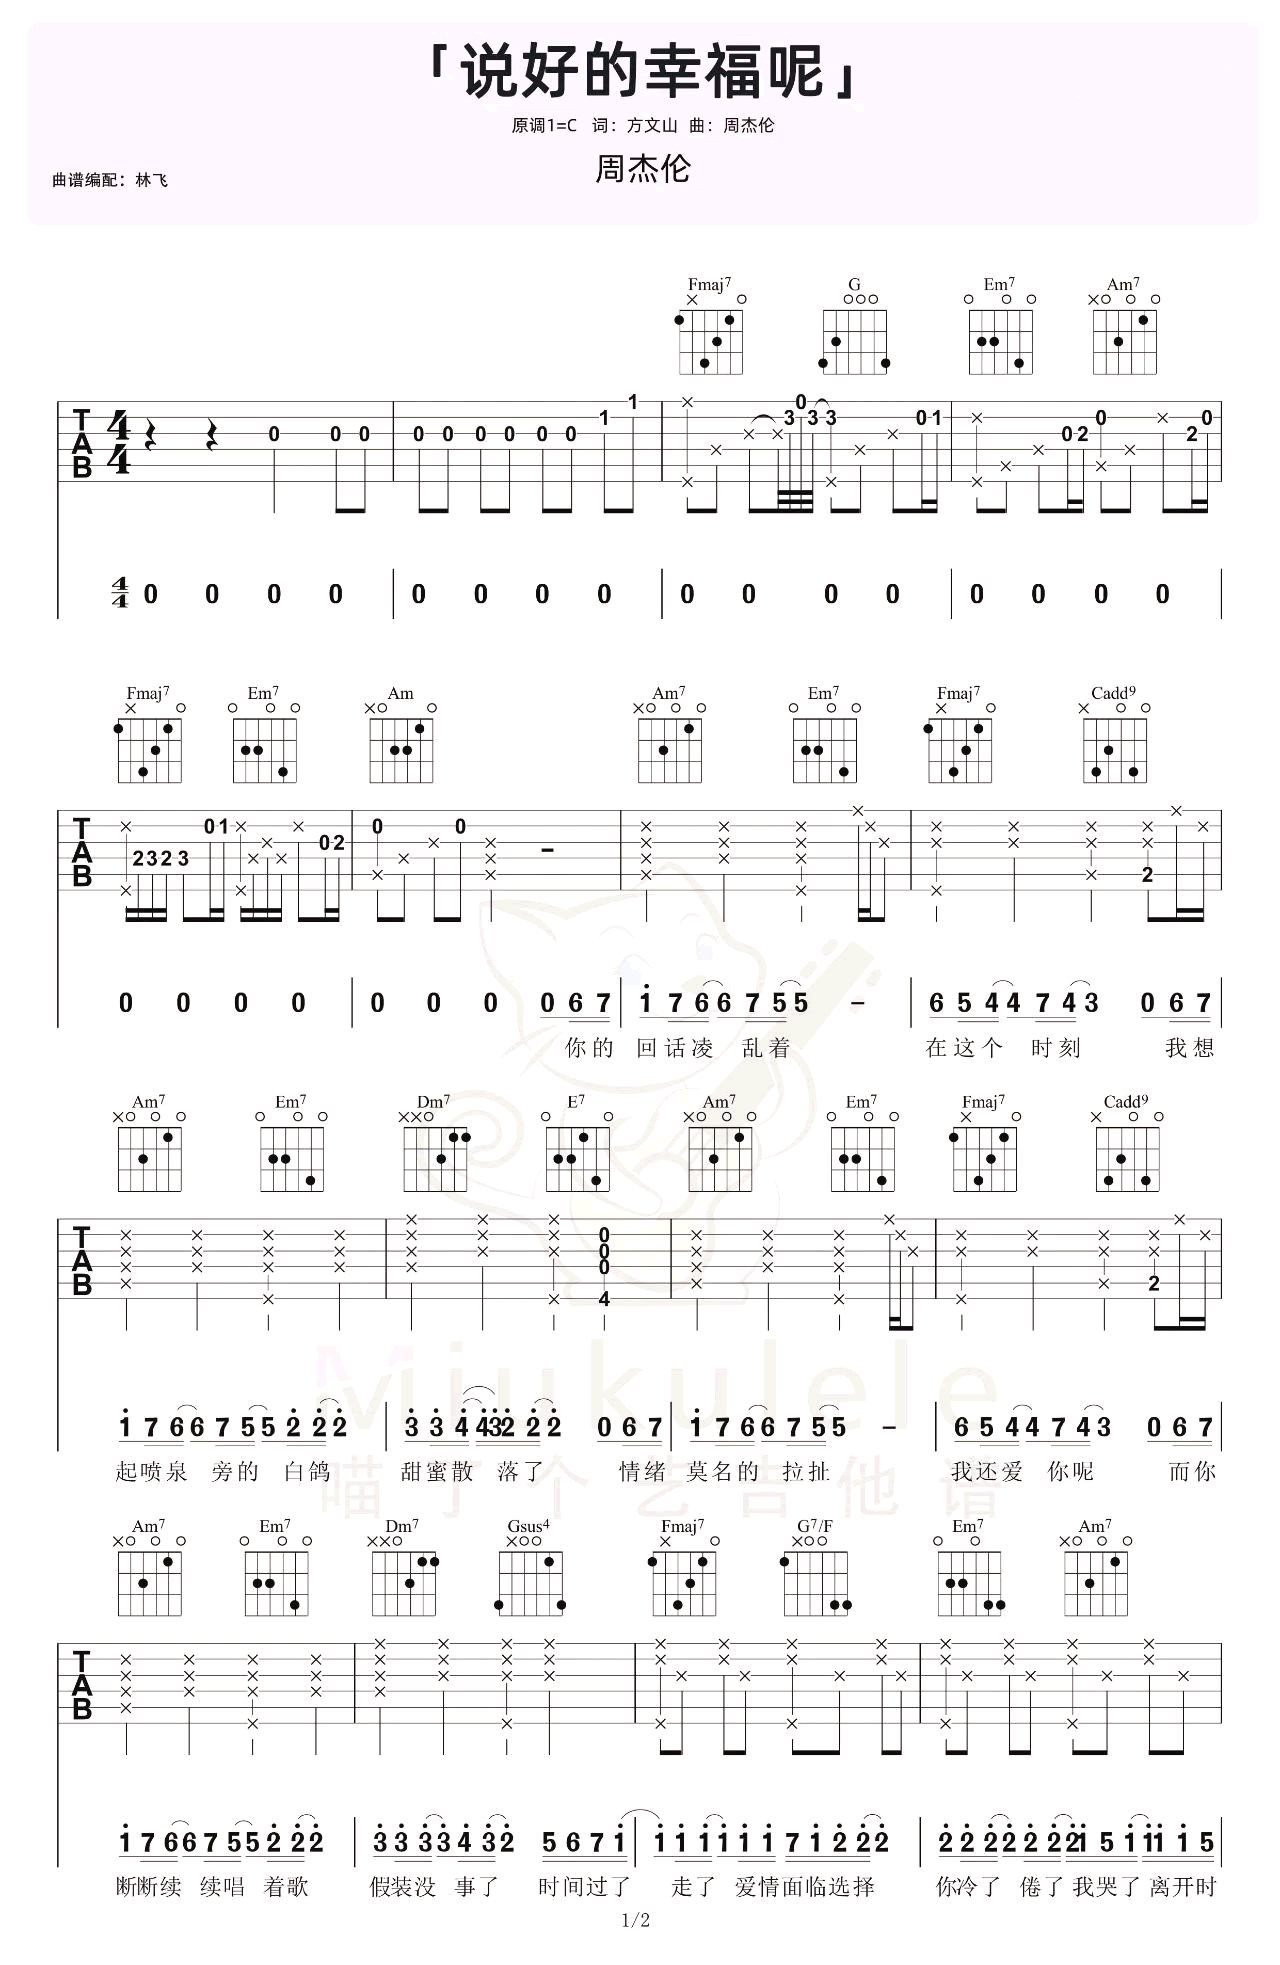 「说好的幸福呢」
原调1=C 词：方文山 曲：周杰伦
周杰伦
曲谱编配：林飞
Fmaj7 G Em7 Am7
T A B 4/4 0 0 0 0 0 0 0 0 0 1 1 3 0 3 3 0 1 0 2 0 2 0
4/4 0 0 0 0 0 0 0 0 0 0 0 0 0 0 0 0
Fmaj7 Em7 Am Am7 Em7 Fmaj7 Cadd9
T A B 2 3 2 3 0 1 0 2 0 0 2
0 0 0 0 0 0 0 0 6 7 1 7 6 6 7 5 5 - 6 5 4 4 7 4 3 0 6 7
你的 回话凌 乱着 在这个 时刻 我想
Am7 Em7 Dm7 E7 Am7 Em7 Fmaj7 Cadd9
T A B 0 0 0 4 2
1 7 6 6 7 5 5 2 2 2 3 3 4 4 3 2 2 2 0 6 7 1 7 6 6 7 5 5 - 6 5 4 4 7 4 3 0 6 7
起喷泉 旁的 白鸽 甜蜜散 落了 情绪 莫名的 拉扯 我还爱 你呢 而你
Miukulele
喵了个艺吉他谱
Am7 Em7 Dm7 Gsus4 Fmaj7 G7/F Em7 Am7
T A B
1 7 6 6 7 5 5 2 2 2 3 3 3 3 4 3 2 5 6 7 1 1 1 1 1 1 1 7 1 2 2 2 2 2 2 2 2 2 2 1 5 1 1 1 1 5
断断续 续唱 着歌 假装没 事了 时间过了 走了 爱情面临选择 你冷了 倦了 我哭了 离开时
1/2